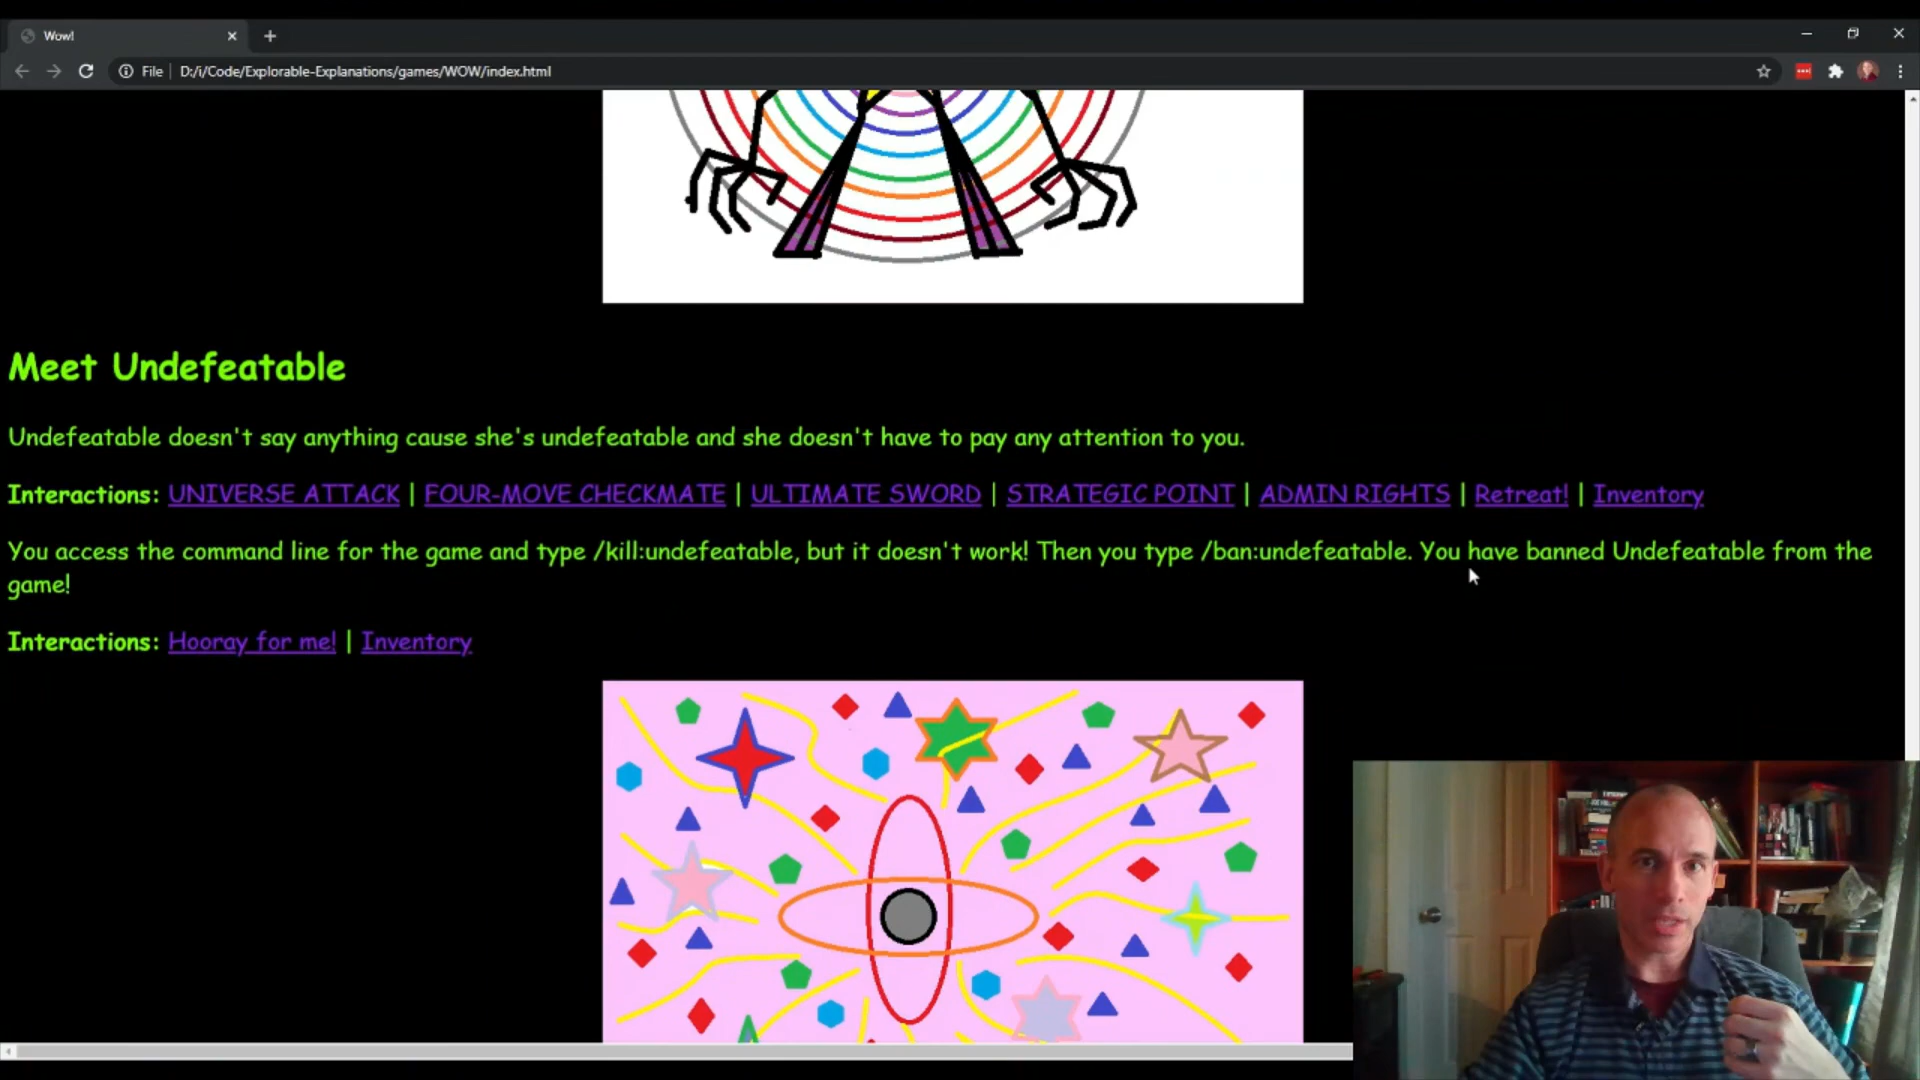 Wow!
File D:/i/Code/Explorable-Explanations/games/WOW/index.html
Meet Undefeatable
Undefeatable doesn't say anything cause she's undefeatable and she doesn't have to pay any attention to you.
Interactions: UNIVERSE ATTACK | FOUR-MOVE CHECKMATE | ULTIMATE SWORD | STRATEGIC POINT | ADMIN RIGHTS | Retreat! | Inventory
You access the command line for the game and type /kill:undefeatable, but it doesn't work! Then you type /ban:undefeatable. You have banned Undefeatable from the
game!
Interactions: Hooray for me! | Inventory